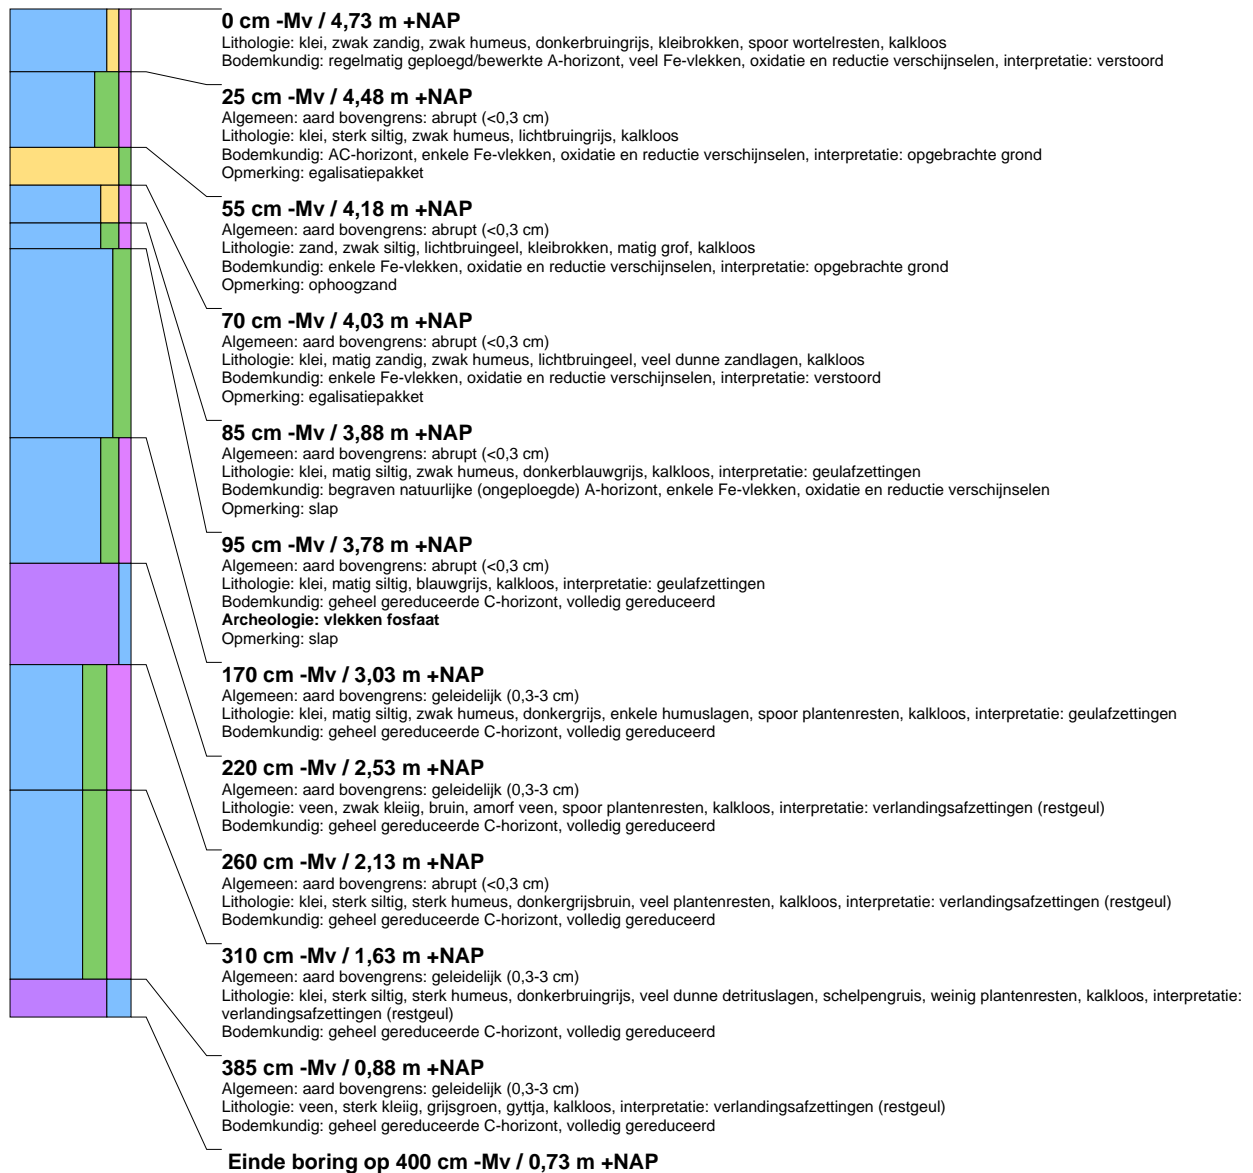 0 cm -Mv / 4,73 m +NAP
Lithologie: klei, zwak zandig, zwak humeus, donkerbruingrijs, kleibrokken, spoor wortelresten, kalkloos
Bodemkundig: regelmatig geploegd/bewerkte A-horizont, veel Fe-vlekken, oxidatie en reductie verschijnselen, interpretatie: verstoord
25 cm -Mv / 4,48 m +NAP
Algemeen: aard bovengrens: abrupt (<0,3 cm)
Lithologie: klei, sterk siltig, zwak humeus, lichtbruingrijs, kalkloos
Bodemkundig: AC-horizont, enkele Fe-vlekken, oxidatie en reductie verschijnselen, interpretatie: opgebrachte grond
Opmerking: egalisatiepakket
55 cm -Mv / 4,18 m +NAP
Algemeen: aard bovengrens: abrupt (<0,3 cm)
Lithologie: zand, zwak siltig, lichtbruingeel, kleibrokken, matig grof, kalkloos
Bodemkundig: enkele Fe-vlekken, oxidatie en reductie verschijnselen, interpretatie: opgebrachte grond
Opmerking: ophoogzand
70 cm -Mv / 4,03 m +NAP
Algemeen: aard bovengrens: abrupt (<0,3 cm)
Lithologie: klei, matig zandig, zwak humeus, lichtbruingeel, veel dunne zandlagen, kalkloos
Bodemkundig: enkele Fe-vlekken, oxidatie en reductie verschijnselen, interpretatie: verstoord
Opmerking: egalisatiepakket
85 cm -Mv / 3,88 m +NAP
Algemeen: aard bovengrens: abrupt (<0,3 cm)
Lithologie: klei, matig siltig, zwak humeus, donkerblauwgrijs, kalkloos, interpretatie: geulafzettingen
Bodemkundig: begraven natuurlijke (ongeploegde) A-horizont, enkele Fe-vlekken, oxidatie en reductie verschijnselen
Opmerking: slap
95 cm -Mv / 3,78 m +NAP
Algemeen: aard bovengrens: abrupt (<0,3 cm)
Lithologie: klei, matig siltig, blauwgrijs, kalkloos, interpretatie: geulafzettingen
Bodemkundig: geheel gereduceerde C-horizont, volledig gereduceerd
Archeologie: vlekken fosfaat
Opmerking: slap
170 cm -Mv / 3,03 m +NAP
Algemeen: aard bovengrens: geleidelijk (0,3-3 cm)
Lithologie: klei, matig siltig, zwak humeus, donkergrijs, enkele humuslagen, spoor plantenresten, kalkloos, interpretatie: geulafzettingen
Bodemkundig: geheel gereduceerde C-horizont, volledig gereduceerd
220 cm -Mv / 2,53 m +NAP
Algemeen: aard bovengrens: geleidelijk (0,3-3 cm)
Lithologie: veen, zwak kleiig, bruin, amorf veen, spoor plantenresten, kalkloos, interpretatie: verlandingsafzettingen (restgeul)
Bodemkundig: geheel gereduceerde C-horizont, volledig gereduceerd
260 cm -Mv / 2,13 m +NAP
Algemeen: aard bovengrens: abrupt (<0,3 cm)
Lithologie: klei, sterk siltig, sterk humeus, donkergrijsbruin, veel plantenresten, kalkloos, interpretatie: verlandingsafzettingen (restgeul)
Bodemkundig: geheel gereduceerde C-horizont, volledig gereduceerd
310 cm -Mv / 1,63 m +NAP
Algemeen: aard bovengrens: geleidelijk (0,3-3 cm)
Lithologie: klei, sterk siltig, sterk humeus, donkerbruingrijs, veel dunne detrituslagen, schelpengruis, weinig plantenresten, kalkloos, interpretatie:
verlandingsafzettingen (restgeul)
Bodemkundig: geheel gereduceerde C-horizont, volledig gereduceerd
385 cm -Mv / 0,88 m +NAP
Algemeen: aard bovengrens: geleidelijk (0,3-3 cm)
Lithologie: veen, sterk kleiig, grijsgroen, gyttja, kalkloos, interpretatie: verlandingsafzettingen (restgeul)
Bodemkundig: geheel gereduceerde C-horizont, volledig gereduceerd
Einde boring op 400 cm -Mv / 0,73 m +NAP